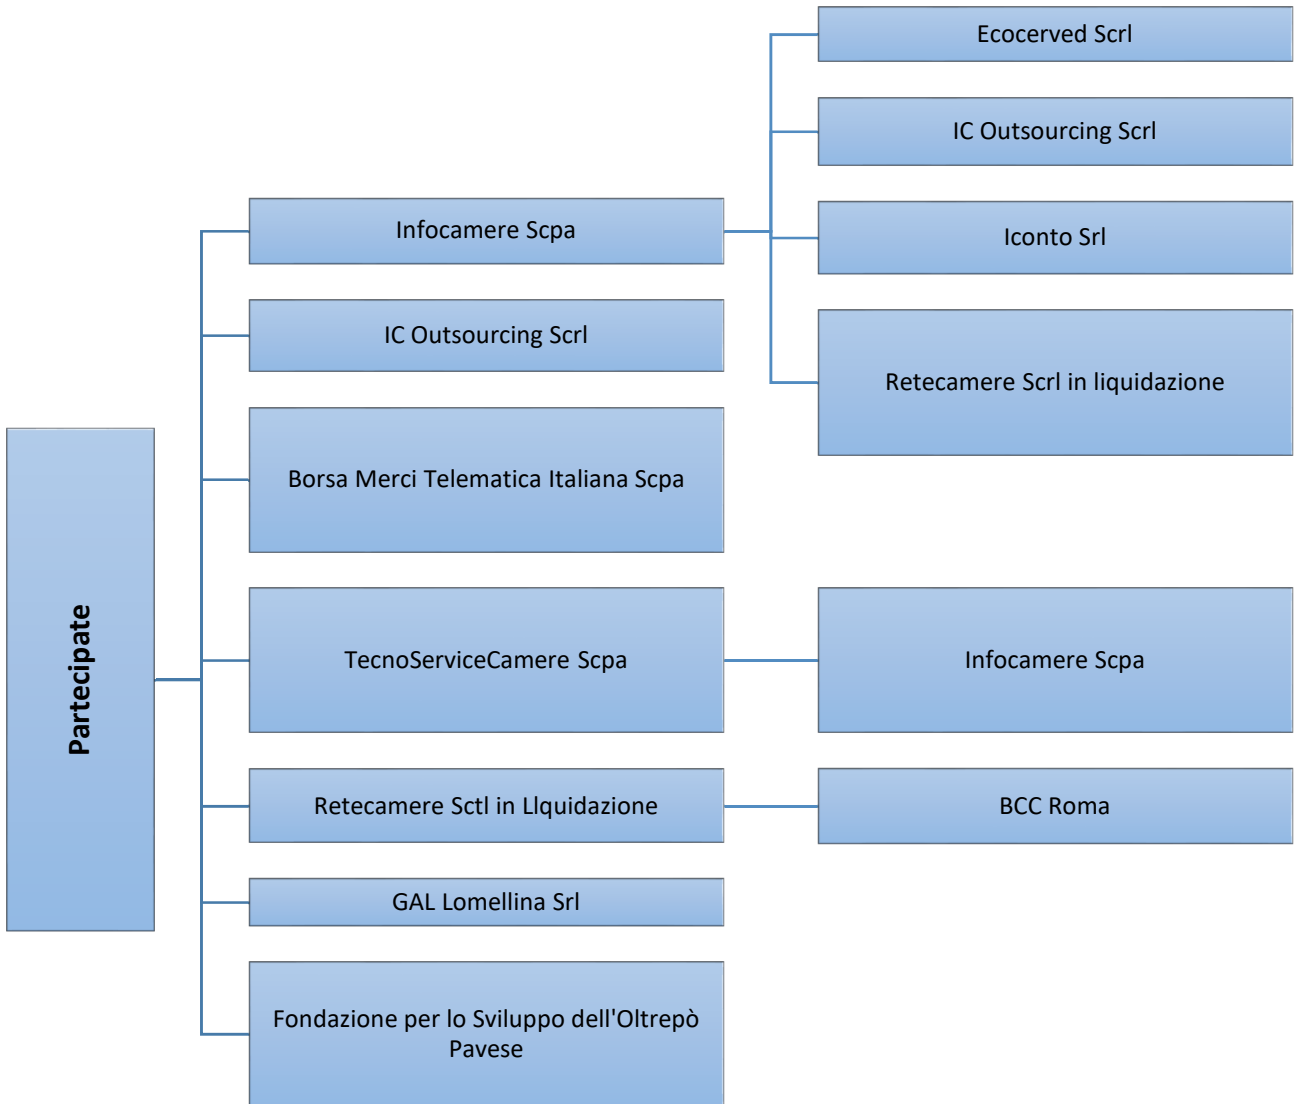 Partecipate
Infocamere Scpa
Ecocerved Scrl
IC Outsourcing Scrl
Iconto Srl
Retecamere Scrl in liquidazione
IC Outsourcing Scrl
Borsa Merci Telematica Italiana Scpa
TecnoServiceCamere Scpa
Infocamere Scpa
Retecamere Sctl in LIquidazione
BCC Roma
GAL Lomellina Srl
Fondazione per lo Sviluppo dell'Oltrepò
Pavese